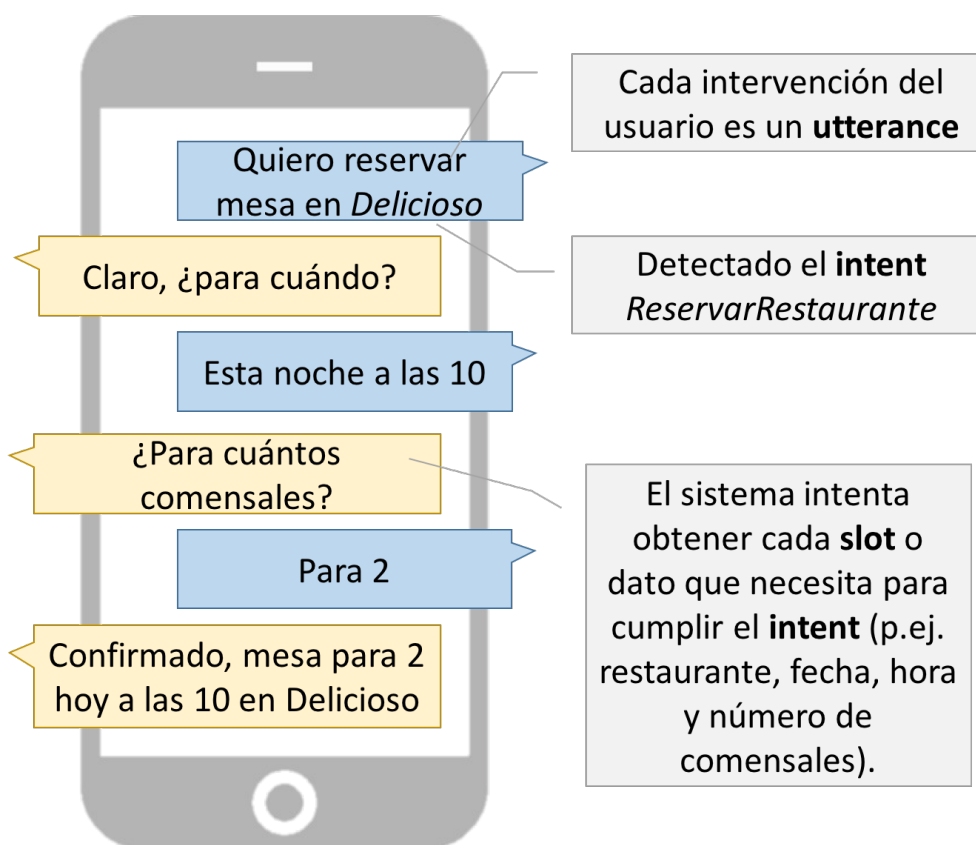 Cada intervención del
usuario es un utterance
Quiero reservar
mesa en Delicioso
Claro, ¿para cuándo?
Detectado el intent
ReservarRestaurante
Esta noche a las 10
¿Para cuántos
comensales?
El sistema intenta
obtener cada slot o
dato que necesita para
cumplir el intent (p.ej.
restaurante, fecha, hora
y número de
comensales).
Para 2
Confirmado, mesa para 2
hoy a las 10 en Delicioso